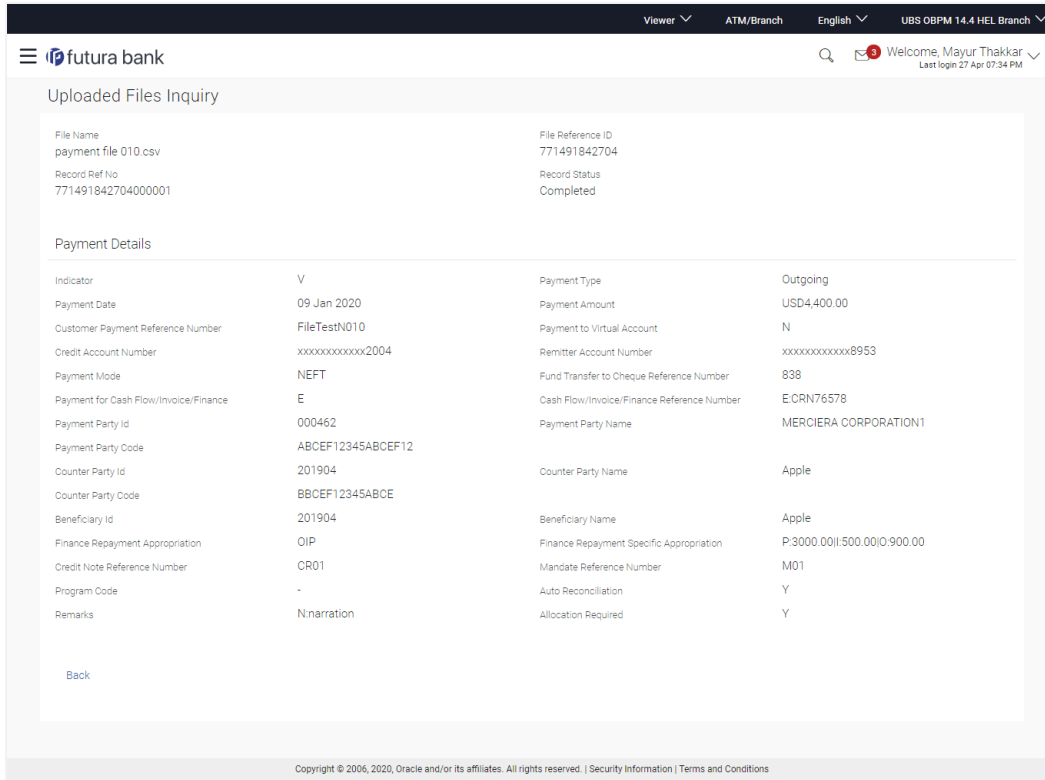 Viewer ATM/Branch English UBS OBPM 14.4 HEL Branch
futura bank 3 Welcome, Mayur Thakkar
Last login 27 Apr 07:34 PM
Uploaded Files Inquiry
File Name File Reference ID
payment file 010.csv 771491842704
Record Ref No Record Status
771491842704000001 Completed
Payment Details
Indicator V Payment Type Outgoing
Payment Date 09 Jan 2020 Payment Amount USD4,400.00
Customer Payment Reference Number FileTestN010 Payment to Virtual Account N
Credit Account Number xxxxxxxxxxxx2004 Remitter Account Number xxxxxxxxxxxx8953
Payment Mode NEFT Fund Transfer to Cheque Reference Number 838
Payment for Cash Flow/Invoice/Finance E Cash Flow/Invoice/Finance Reference Number E:CRN76578
Payment Party Id 000462 Payment Party Name MERCIERA CORPORATION1
Payment Party Code ABCEF12345ABCEF12
Counter Party Id 201904 Counter Party Name Apple
Counter Party Code BBCEF12345ABCE
Beneficiary Id 201904 Beneficiary Name Apple
Finance Repayment Appropriation OIP Finance Repayment Specific Appropriation P:3000.00|I:500.00|O:900.00
Credit Note Reference Number CR01 Mandate Reference Number M01
Program Code - Auto Reconciliation Y
Remarks N:narration Allocation Required Y
Back
Copyright © 2006, 2020, Oracle and/or its affiliates. All rights reserved. | Security Information | Terms and Conditions